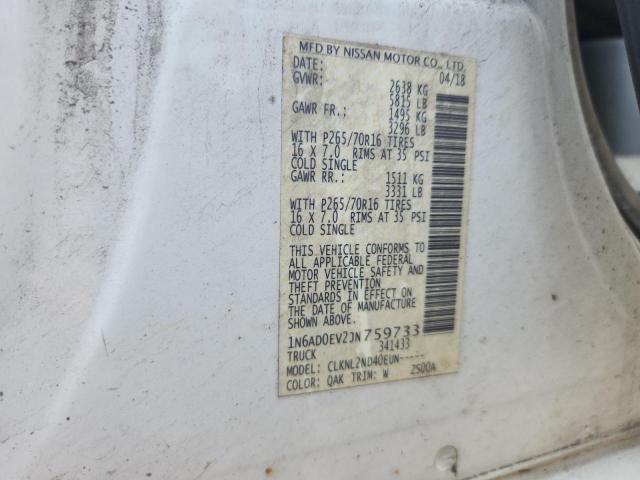 MFD BY NISSAN MOTOR CO., LTD.
DATE: 04/18
GVWR: 2638 KG
5815 LB
GAWR FR.: 1495 KG
3296 LB
WITH P265/70R16 TIRES
16 X 7.0 RIMS AT 35 PSI
COLD SINGLE
GAWR RR.: 1511 KG
3331 LB
WITH P265/70R16 TIRES
16 X 7.0 RIMS AT 35 PSI
COLD SINGLE
THIS VEHICLE CONFORMS TO
ALL APPLICABLE FEDERAL
MOTOR VEHICLE SAFETY AND
THEFT PREVENTION
STANDARDS IN EFFECT ON
THE DATE OF MANUFACTURE
SHOWN ABOVE.
1N6AD0EV2JN759733
TRUCK 341433
MODEL: CLKNL2ND40EUN-----
COLOR: QAK TRIM: W ZS00A